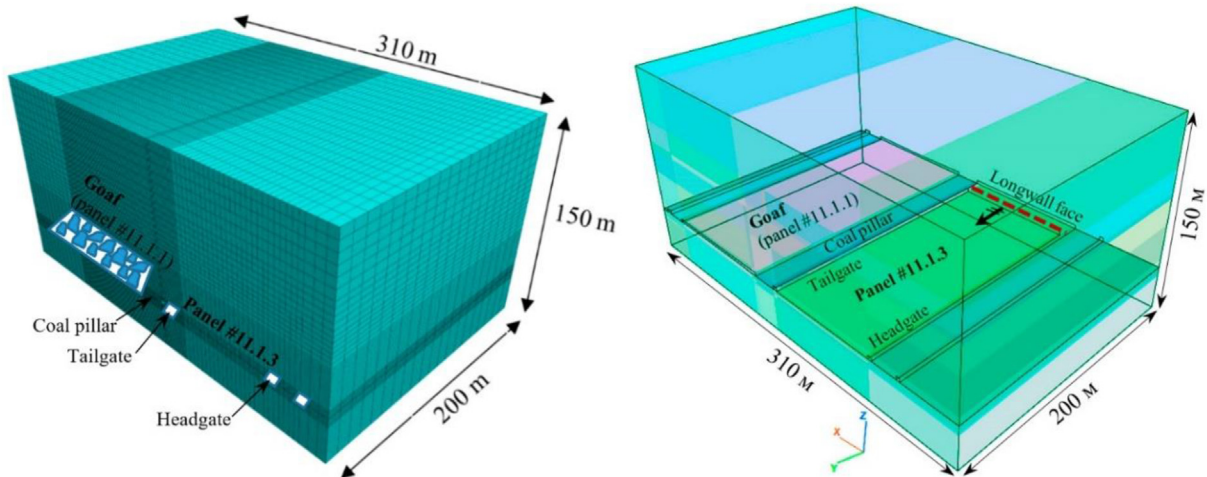 310 m
150 m
200 m
Goaf
(panel #11.1.1)
Coal pillar
Tailgate
Panel #11.1.3
Headgate
Longwall face
150 м
Goaf
(panel #11.1.1)
Coal pillar
Tailgate
Panel #11.1.3
Headgate
310 м
200 м
Z
X
Y